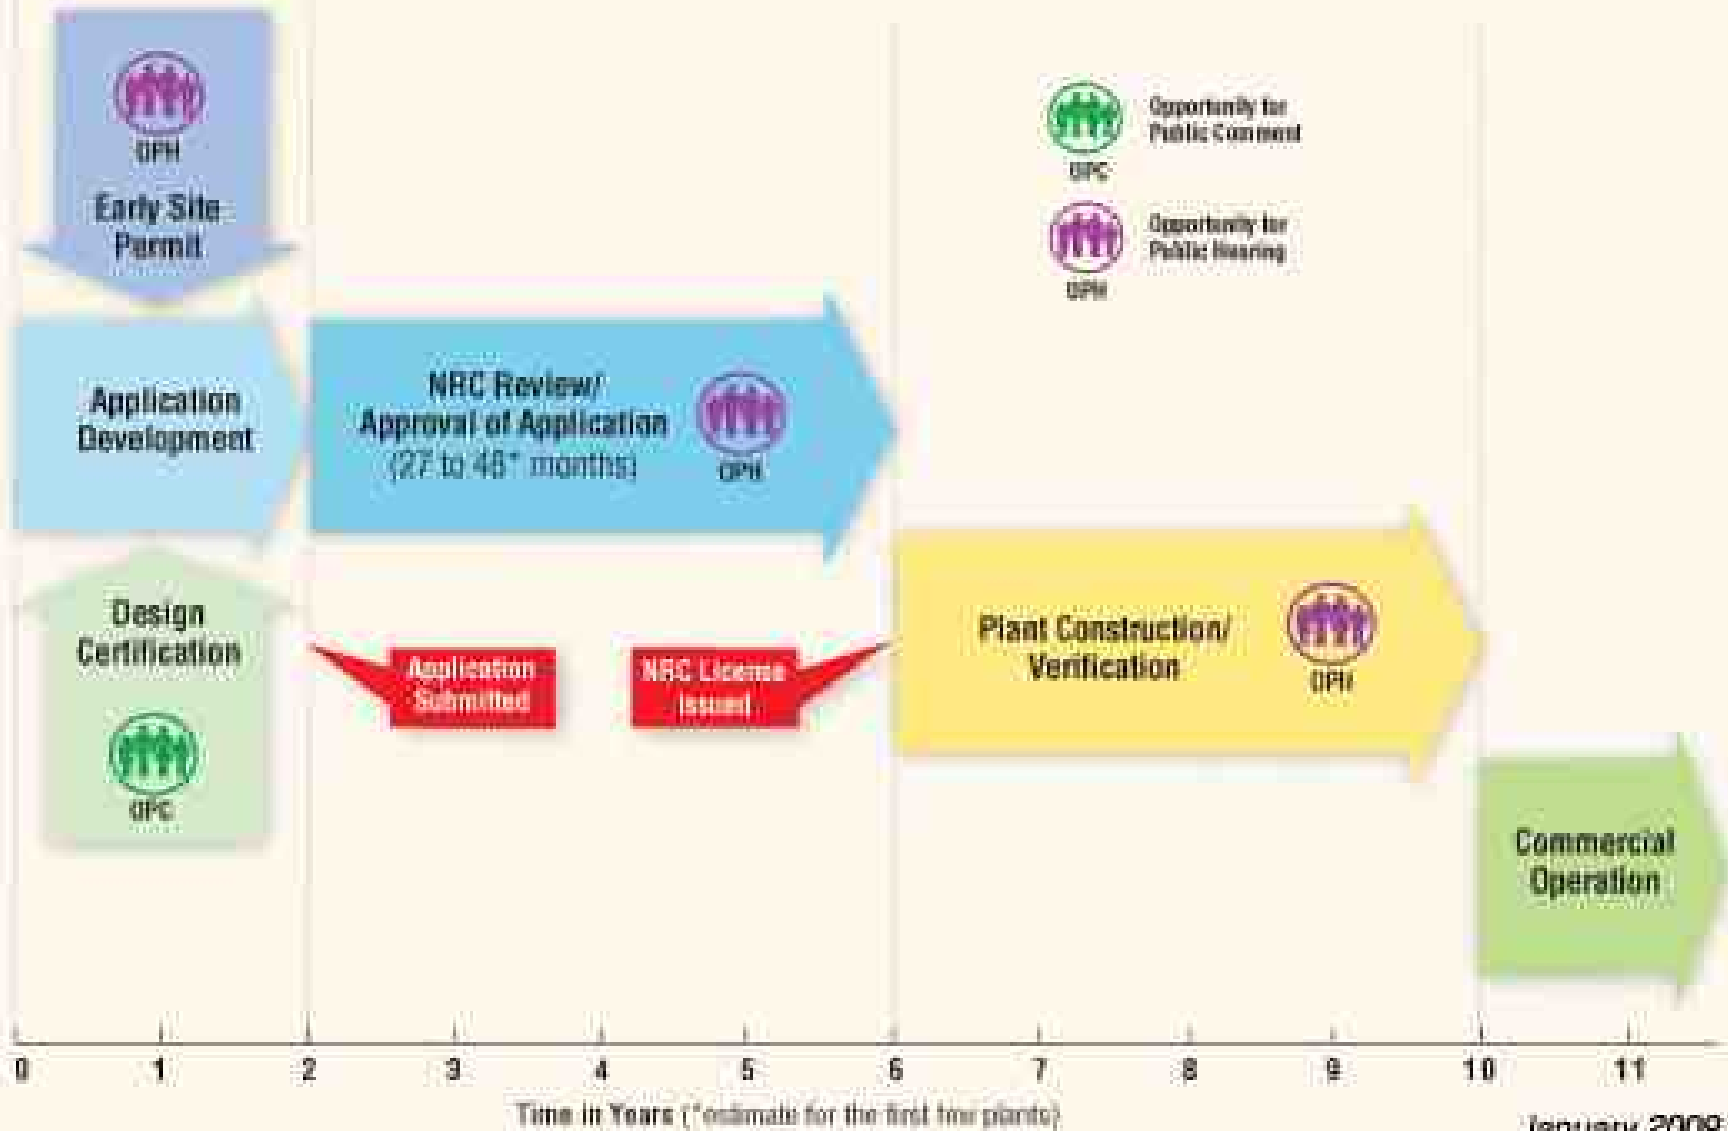 OPH
Early Site
Permit
Opportunity for
Public Comment
OPC
Opportunity for
Public Hearing
OPH
Application
Development
NRC Review/
Approval of Application
(27 to 48* months)
OPH
Design
Certification
OPC
Application
Submitted
NRC License
Issued
Plant Construction/
Verification
OPH
Commercial
Operation
0 1 2 3 4 5 6 7 8 9 10 11
Time in Years (*estimate for the first few plants)
January